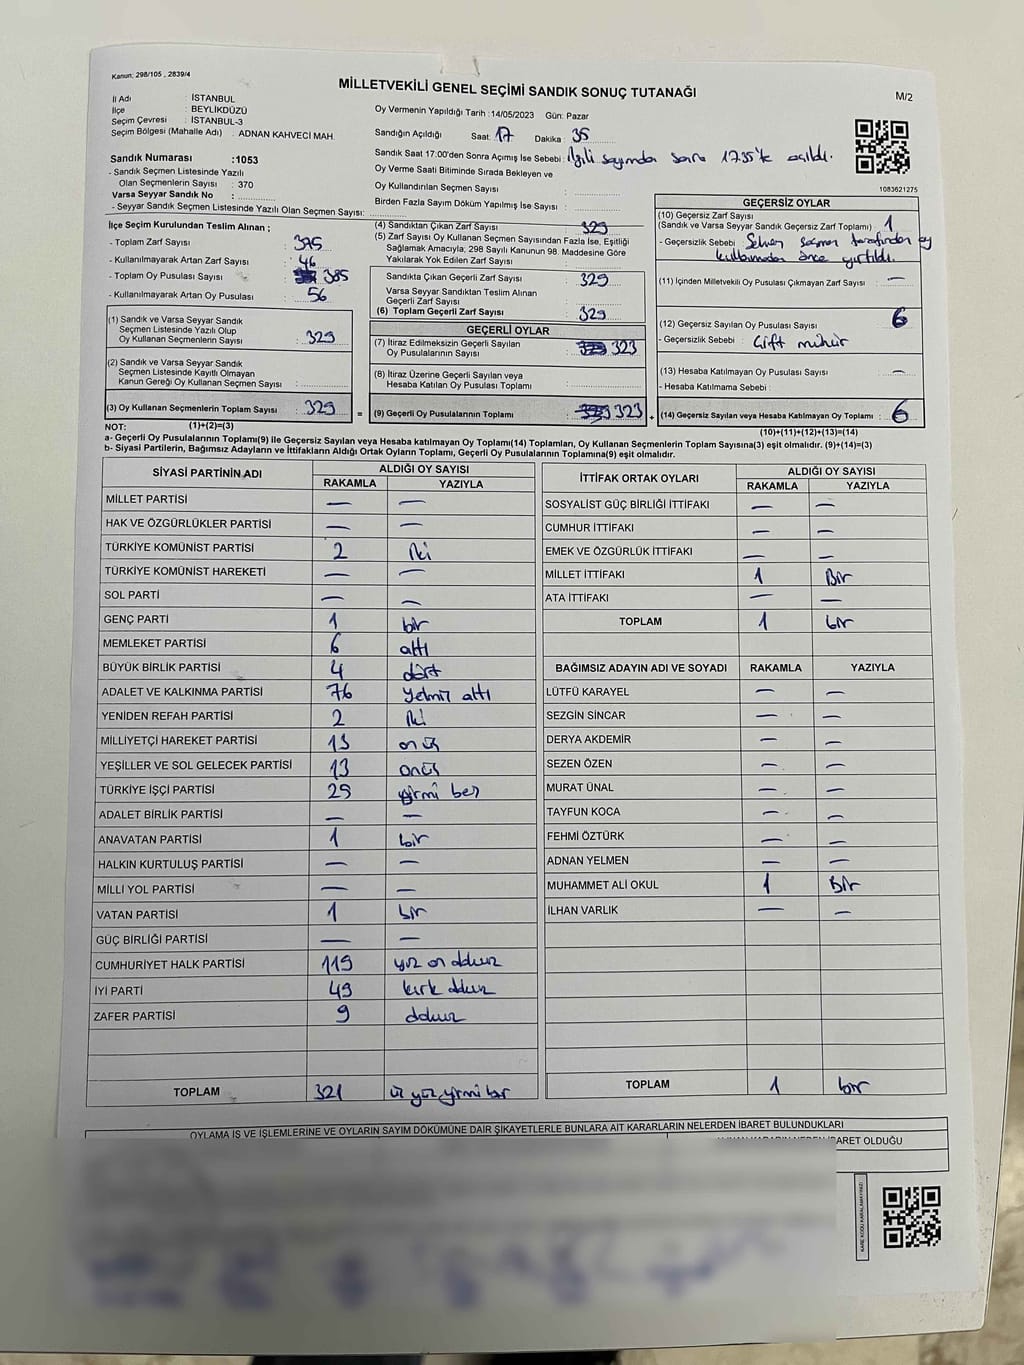 Kanun: 298/105 , 2839/4
MİLLETVEKİLİ GENEL SEÇİMİ SANDIK SONUÇ TUTANAĞI
M/2
İl Adı : İSTANBUL
İlçe : BEYLİKDÜZÜ
Seçim Çevresi : İSTANBUL-3
Seçim Bölgesi (Mahalle Adı) : ADNAN KAHVECİ MAH.
Oy Vermenin Yapıldığı Tarih :14/05/2023 Gün: Pazar
Sandığın Açıldığı Saat: 17 Dakika: 35
Sandık Saat 17.00'den Sonra Açımış İse Sebebi: ilgili sayımdan sonra 17.35'te açıldı.
Oy Verme Saati Bitiminde Sırada Bekleyen ve
Oy Kullandırılan Seçmen Sayısı :
Birden Fazla Sayım Döküm Yapılmış İse Sayısı :
1083621275
Sandık Numarası :1053
- Sandık Seçmen Listesinde Yazılı
Olan Seçmenlerin Sayısı : 370
Varsa Seyyar Sandık No :
- Seyyar Sandık Seçmen Listesinde Yazılı Olan Seçmen Sayısı:
İlçe Seçim Kurulundan Teslim Alınan ;
- Toplam Zarf Sayısı : 375
- Kullanılmayarak Artan Zarf Sayısı : 46
- Toplam Oy Pusulası Sayısı : 385
- Kullanılmayarak Artan Oy Pusulası : 56
(1) Sandık ve Varsa Seyyar Sandık
Seçmen Listesinde Yazılı Olup
Oy Kullanan Seçmenlerin Sayısı : 329
(2) Sandık ve Varsa Seyyar Sandık
Seçmen Listesinde Kayıtlı Olmayan
Kanun Gereği Oy Kullanan Seçmen Sayısı :
(3) Oy Kullanan Seçmenlerin Toplam Sayısı : 329
(1)+(2)=(3)
(4) Sandıktan Çıkan Zarf Sayısı : 329
(5) Zarf Sayısı Oy Kullanan Seçmen Sayısından Fazla İse, Eşitliği
Sağlamak Amacıyla; 298 Sayılı Kanunun 98. Maddesine Göre
Yakılarak Yok Edilen Zarf Sayısı :
Sandıkta Çıkan Geçerli Zarf Sayısı : 329
Varsa Seyyar Sandıktan Teslim Alınan
Geçerli Zarf Sayısı :
(6) Toplam Geçerli Zarf Sayısı : 329
GEÇERLİ OYLAR
(7) İtiraz Edilmeksizin Geçerli Sayılan
Oy Pusulalarının Sayısı : 323
(8) İtiraz Üzerine Geçerli Sayılan veya
Hesaba Katılan Oy Pusulası Toplamı :
= (9) Geçerli Oy Pusulalarının Toplamı : 323 +
GEÇERSİZ OYLAR
(10) Geçersiz Zarf Sayısı
(Sandık ve Varsa Seyyar Sandık Geçersiz Zarf Toplamı) : 1
- Geçersizlik Sebebi : Sehven seçmen tarafından oy
kullanmadan önce yırtıldı.
(11) İçinden Milletvekili Oy Pusulası Çıkmayan Zarf Sayısı : —
(12) Geçersiz Sayılan Oy Pusulası Sayısı : 6
- Geçersizlik Sebebi : Çift mühür
(13) Hesaba Katılmayan Oy Pusulası Sayısı : —
- Hesaba Katılmama Sebebi :
(14) Geçersiz Sayılan veya Hesaba Katılmayan Oy Toplamı : 6
(10)+(11)+(12)+(13)=(14)
NOT:
a- Geçerli Oy Pusulalarının Toplamı(9) ile Geçersiz Sayılan veya Hesaba katılmayan Oy Toplamı(14) Toplamları, Oy Kullanan Seçmenlerin Toplam Sayısına(3) eşit olmalıdır. (9)+(14)=(3)
b- Siyasi Partilerin, Bağımsız Adayların ve İttifakların Aldığı Ortak Oyların Toplamı, Geçerli Oy Pusulalarının Toplamına(9) eşit olmalıdır.
SİYASİ PARTİNİN ADI ALDIĞI OY SAYISI
RAKAMLA YAZIYLA
MİLLET PARTİSİ — —
HAK VE ÖZGÜRLÜKLER PARTİSİ — —
TÜRKİYE KOMÜNİST PARTİSİ 2 iki
TÜRKİYE KOMÜNİST HAREKETİ — —
SOL PARTİ — —
GENÇ PARTİ 1 bir
MEMLEKET PARTİSİ 6 altı
BÜYÜK BİRLİK PARTİSİ 4 dört
ADALET VE KALKINMA PARTİSİ 76 yetmiş altı
YENİDEN REFAH PARTİSİ 2 iki
MİLLİYETÇİ HAREKET PARTİSİ 13 onüç
YEŞİLLER VE SOL GELECEK PARTİSİ 13 onüç
TÜRKİYE İŞÇİ PARTİSİ 25 yirmi beş
ADALET BİRLİK PARTİSİ — —
ANAVATAN PARTİSİ 1 bir
HALKIN KURTULUŞ PARTİSİ — —
MİLLİ YOL PARTİSİ — —
VATAN PARTİSİ 1 bir
GÜÇ BİRLİĞİ PARTİSİ — —
CUMHURİYET HALK PARTİSİ 119 yüz on dokuz
İYİ PARTİ 49 kırk dokuz
ZAFER PARTİSİ 9 dokuz
TOPLAM 321 üç yüz yirmi bir
İTTİFAK ORTAK OYLARI ALDIĞI OY SAYISI
RAKAMLA YAZIYLA
SOSYALİST GÜÇ BİRLİĞİ İTTİFAKI — —
CUMHUR İTTİFAKI — —
EMEK VE ÖZGÜRLÜK İTTİFAKI — —
MİLLET İTTİFAKI 1 Bir
ATA İTTİFAKI — —
TOPLAM 1 bir
BAĞIMSIZ ADAYIN ADI VE SOYADI RAKAMLA YAZIYLA
LÜTFÜ KARAYEL — —
SEZGİN SİNCAR — —
DERYA AKDEMİR — —
SEZEN ÖZEN — —
MURAT ÜNAL — —
TAYFUN KOCA — —
FEHMİ ÖZTÜRK — —
ADNAN YELMEN — —
MUHAMMET ALİ OKUL 1 Bir
İLHAN VARLIK — —
TOPLAM 1 bir
OYLAMA İŞ VE İŞLEMLERİNE VE OYLARIN SAYIM DÖKÜMÜNE DAİR ŞİKAYETLERLE BUNLARA AİT KARARLARIN NELERDEN İBARET BULUNDUKLARI
OLDUĞU
KARE KODU KARALAMAYINIZ!